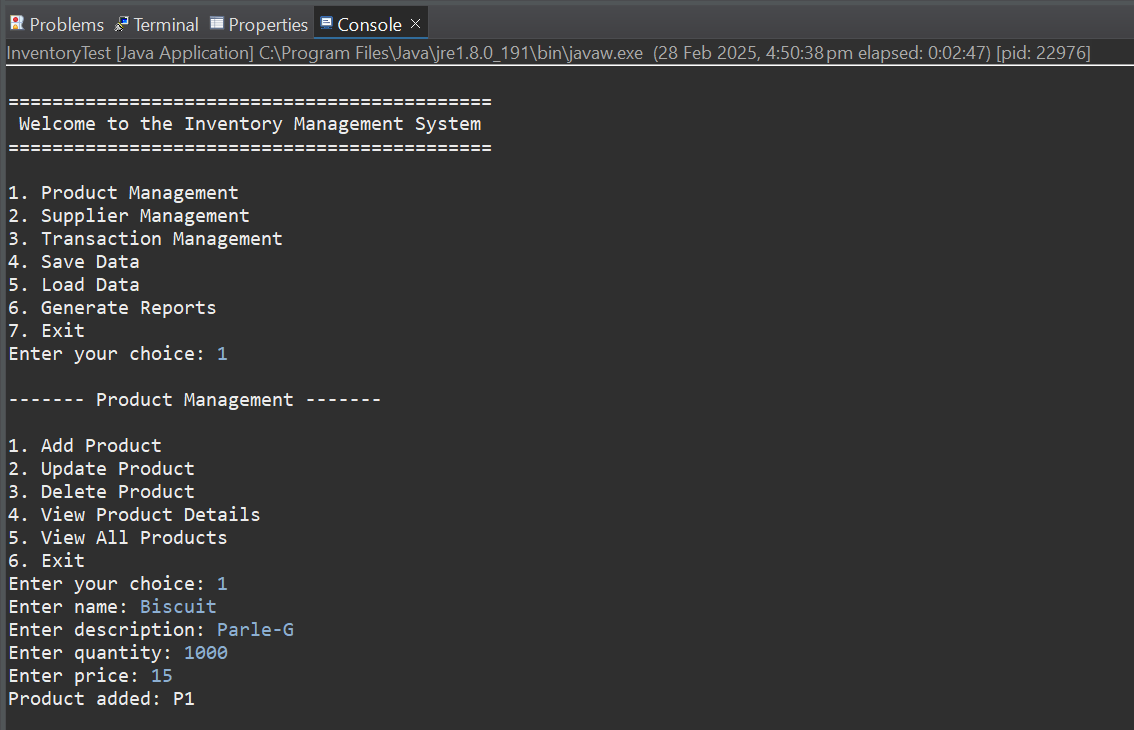 Problems Terminal Properties Console
InventoryTest [Java Application] C:\Program Files\Java\jre1.8.0_191\bin\javaw.exe (28 Feb 2025, 4:50:38 pm elapsed: 0:02:47) [pid: 22976]
============================================
Welcome to the Inventory Management System
============================================
1. Product Management
2. Supplier Management
3. Transaction Management
4. Save Data
5. Load Data
6. Generate Reports
7. Exit
Enter your choice: 1
------- Product Management -------
1. Add Product
2. Update Product
3. Delete Product
4. View Product Details
5. View All Products
6. Exit
Enter your choice: 1
Enter name: Biscuit
Enter description: Parle-G
Enter quantity: 1000
Enter price: 15
Product added: P1